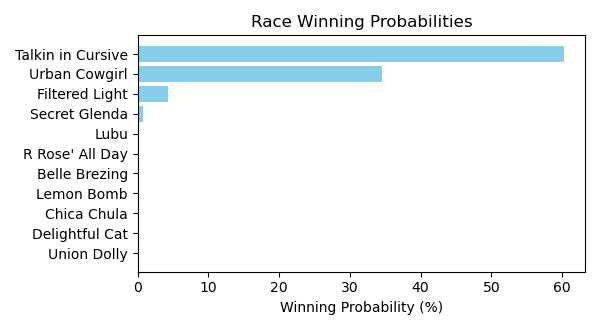 Race Winning Probabilities
Talkin in Cursive
Urban Cowgirl
Filtered Light
Secret Glenda
Lubu
R Rose' All Day
Belle Brezing
Lemon Bomb
Chica Chula
Delightful Cat
Union Dolly
0 10 20 30 40 50 60
Winning Probability (%)